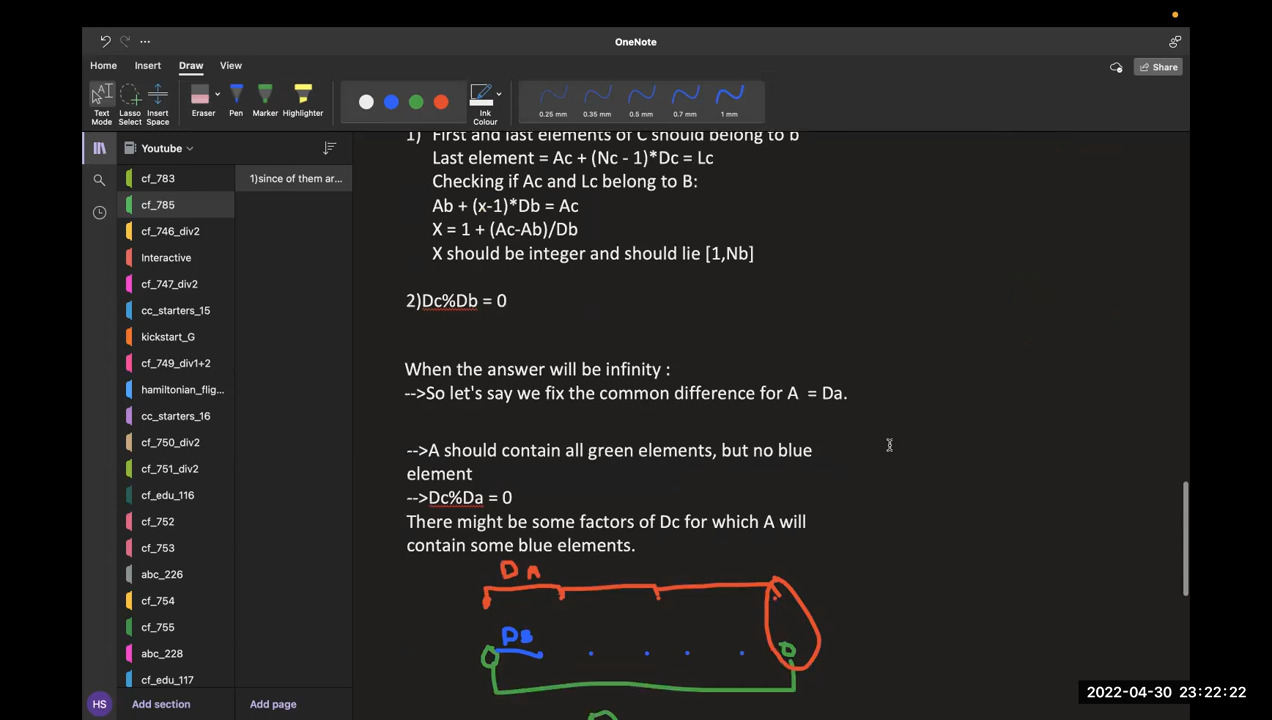 OneNote
Home
Insert
Draw
View
Share
Text Mode
Lasso Select
Insert Space
Eraser
Pen
Marker
Highlighter
Ink Colour
0.25 mm
0.35 mm
0.5 mm
0.7 mm
1 mm
Youtube
cf_783
cf_785
cf_746_div2
Interactive
cf_747_div2
cc_starters_15
kickstart_G
cf_749_div1+2
hamiltonian_flig...
cc_starters_16
cf_750_div2
cf_751_div2
cf_edu_116
cf_752
cf_753
abc_226
cf_754
cf_755
abc_228
cf_edu_117
HS
Add section
1)since of them ar...
Add page
1) First and last elements of C should belong to b
Last element = Ac + (Nc - 1)*Dc = Lc
Checking if Ac and Lc belong to B:
Ab + (x-1)*Db = Ac
X = 1 + (Ac-Ab)/Db
X should be integer and should lie [1,Nb]
2)Dc%Db = 0
When the answer will be infinity :
-->So let's say we fix the common difference for A  = Da.
-->A should contain all green elements, but no blue
element
-->Dc%Da = 0
There might be some factors of Dc for which A will
contain some blue elements.
DA
DB
2022-04-30 23:22:22